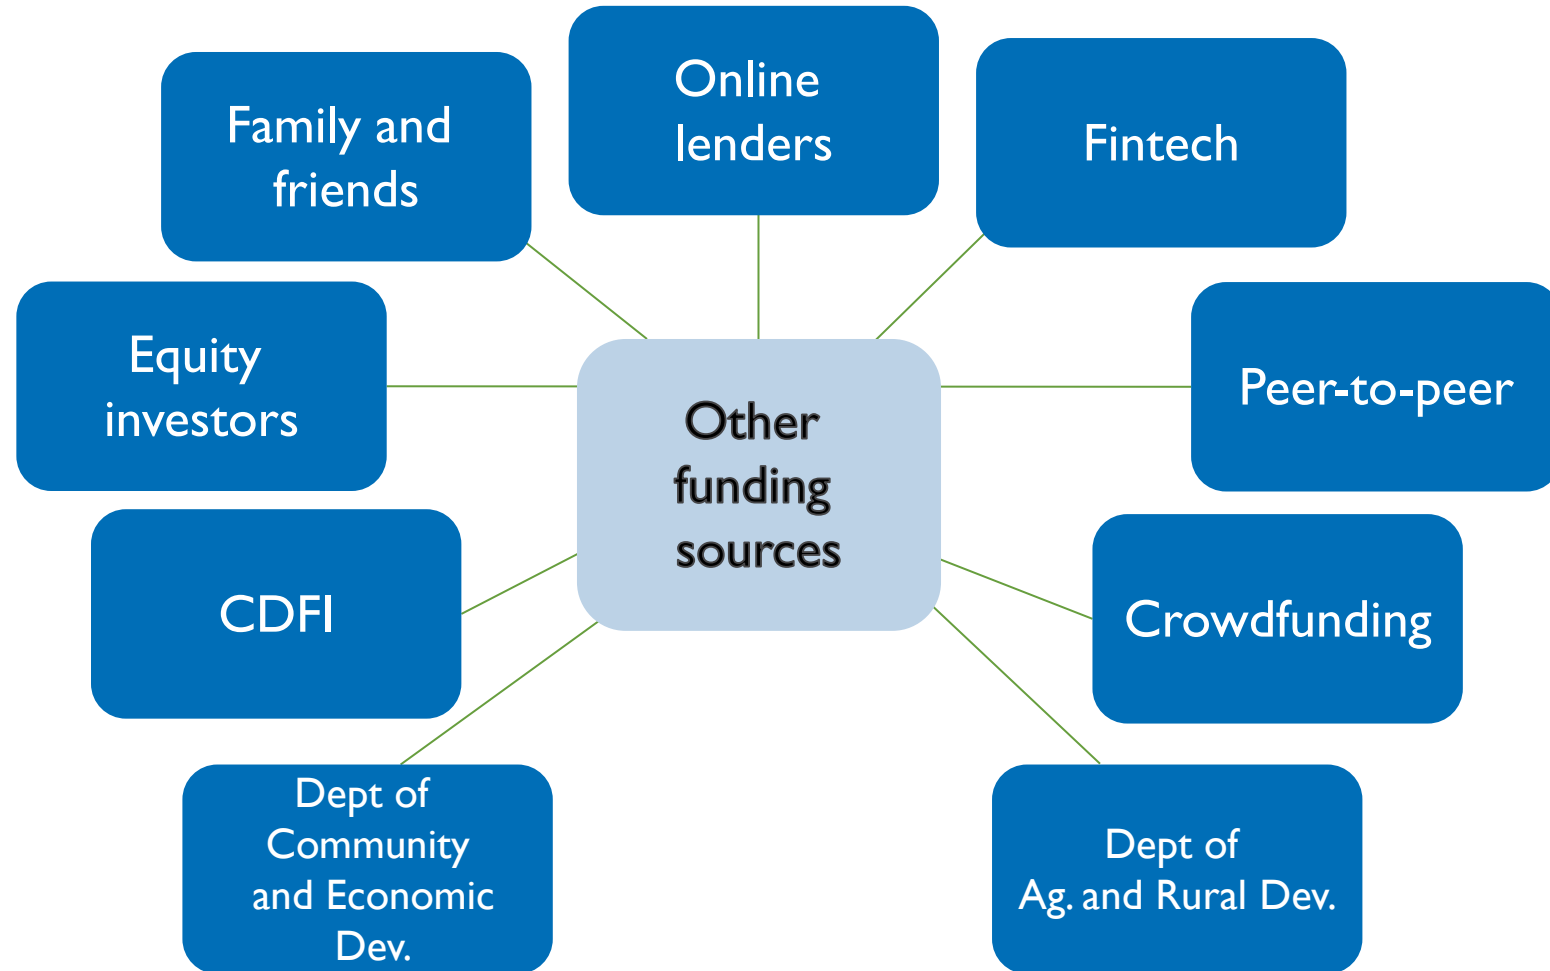 Online
lenders
Family and
friends
Fintech
Equity
investors
Peer-to-peer
Other
funding
sources
CDFI
Crowdfunding
Dept of
Community
and Economic
Dev.
Dept of
Ag. and Rural Dev.